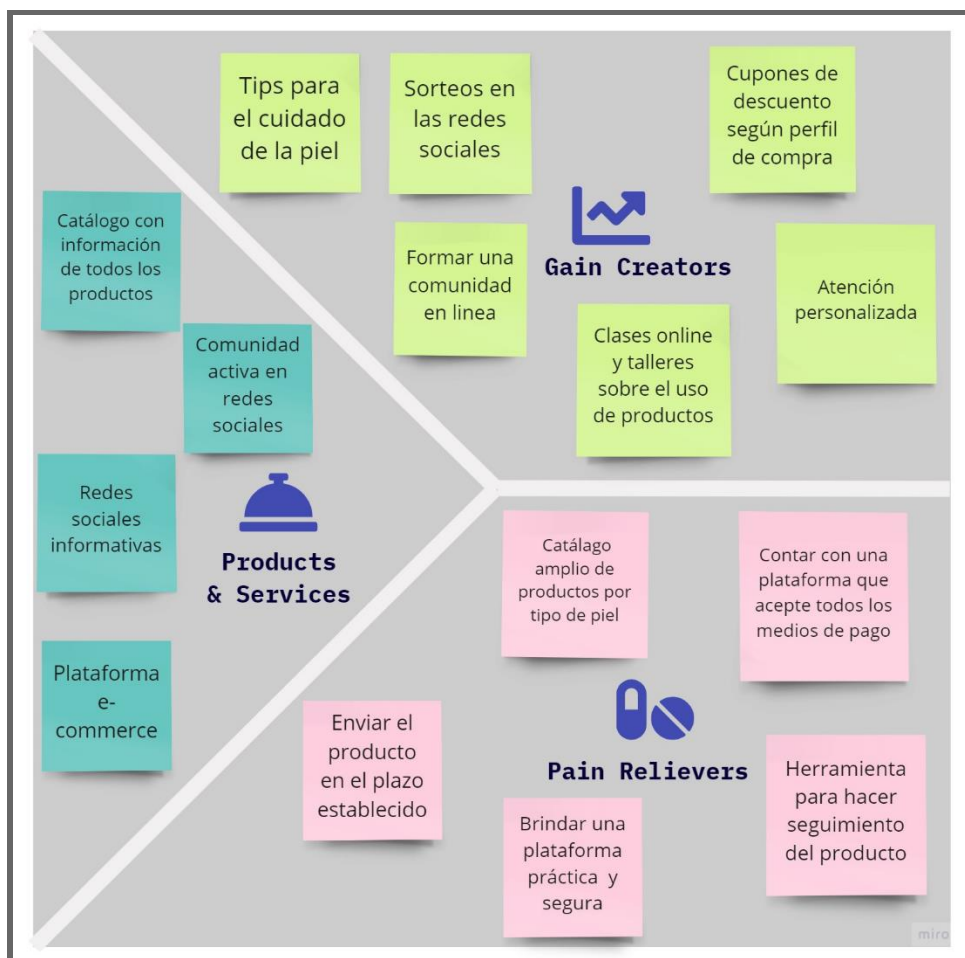 Tips para
el cuidado
de la piel
Sorteos en
las redes
sociales
Cupones de
descuento
según perfil
de compra
Formar una
comunidad
en linea
Gain Creators
Clases online
y talleres
sobre el uso
de productos
Atención
personalizada
Catálogo con
información
de todos los
productos
Comunidad
activa en
redes
sociales
Redes
sociales
informativas
Products
& Services
Plataforma
e-
commerce
Catálago
amplio de
productos por
tipo de piel
Contar con una
plataforma que
acepte todos los
medios de pago
Enviar el
producto
en el plazo
establecido
Pain Relievers
Brindar una
plataforma
práctica y
segura
Herramienta
para hacer
seguimiento
del producto
miro